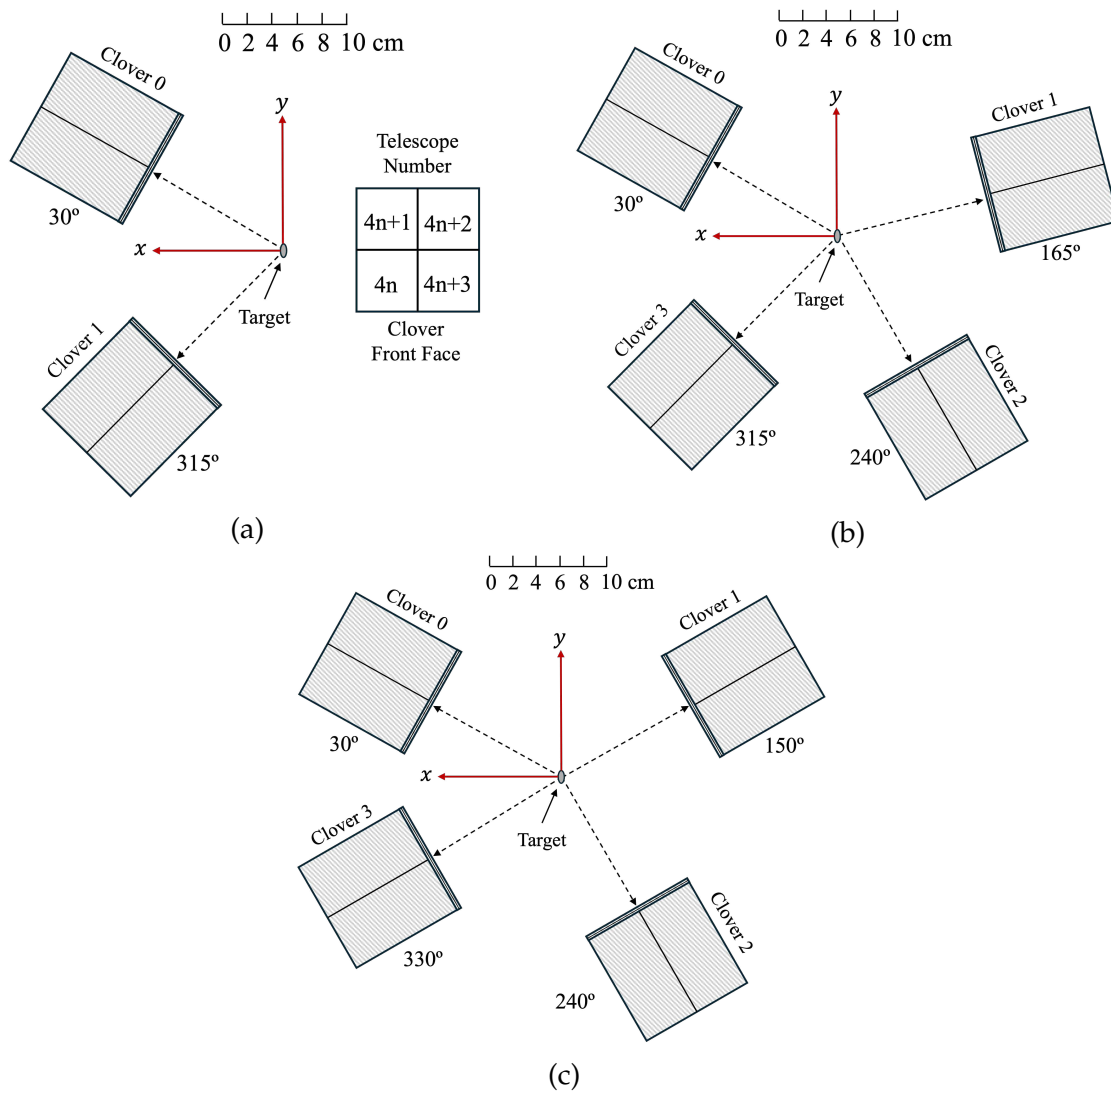 0 2 4 6 8 10 cm
Clover 0
30º
y
x
Target
Clover 1
315º
Telescope
Number
4n+1 4n+2
4n 4n+3
Clover
Front Face
(a)
0 2 4 6 8 10 cm
Clover 0
30º
y
x
Target
Clover 1
165º
Clover 3
315º
Clover 2
240º
(b)
0 2 4 6 8 10 cm
Clover 0
30º
y
x
Target
Clover 1
150º
Clover 3
330º
Clover 2
240º
(c)